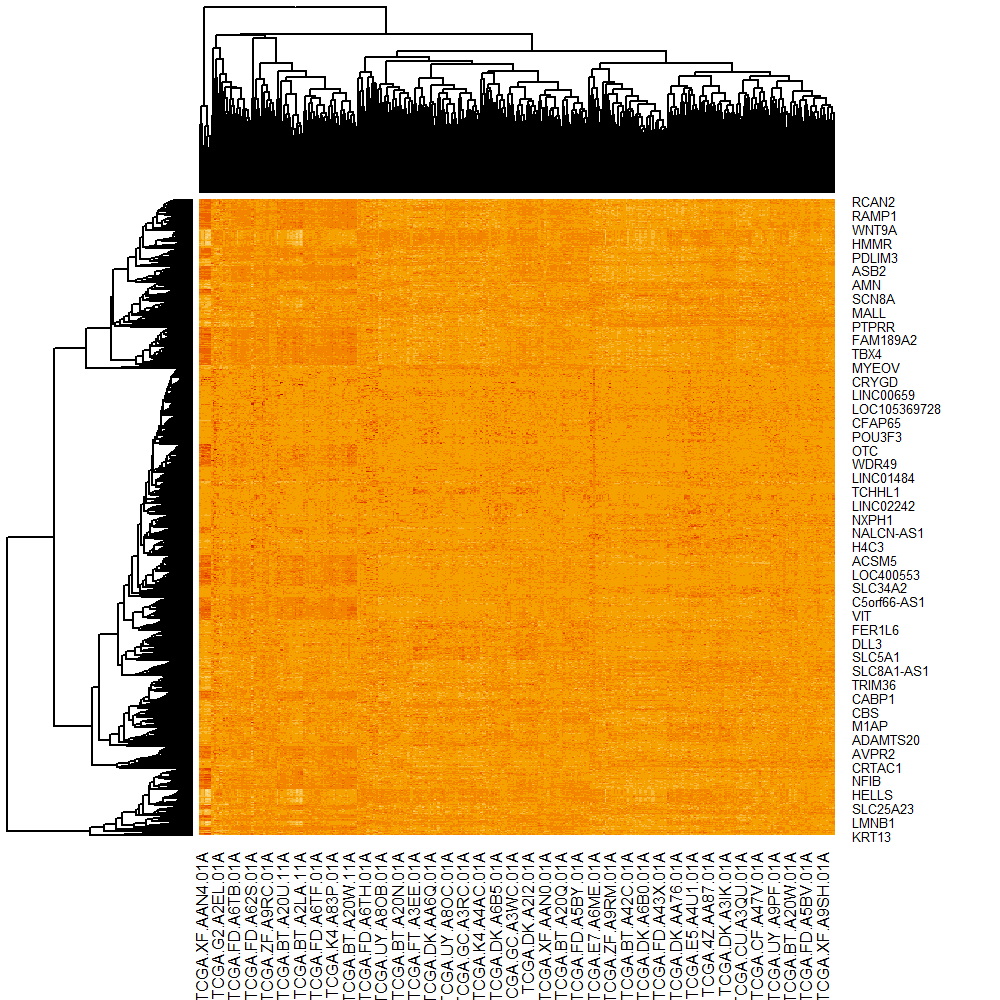 RCAN2
RAMP1
WNT9A
HMMR
PDLIM3
ASB2
AMN
SCN8A
MALL
PTPRR
FAM189A2
TBX4
MYEOV
CRYGD
LINC00659
LOC105369728
CFAP65
POU3F3
OTC
WDR49
LINC01484
TCHHL1
LINC02242
NXPH1
NALCN-AS1
H4C3
ACSM5
LOC400553
SLC34A2
C5orf66-AS1
VIT
FER1L6
DLL3
SLC5A1
SLC8A1-AS1
TRIM36
CABP1
CBS
M1AP
ADAMTS20
AVPR2
CRTAC1
NFIB
HELLS
SLC25A23
LMNB1
KRT13
TCGA.XF.AAN4.01A
TCGA.G2.A2EL.01A
TCGA.FD.A6TB.01A
TCGA.FD.A62S.01A
TCGA.ZF.A9RC.01A
TCGA.BT.A20U.11A
TCGA.BT.A2LA.11A
TCGA.FD.A6TF.01A
TCGA.K4.A83P.01A
TCGA.BT.A20W.11A
TCGA.FD.A6TH.01A
TCGA.UY.A8OB.01A
TCGA.BT.A20N.01A
TCGA.FT.A3EE.01A
TCGA.DK.AA6Q.01A
TCGA.UY.A8OC.01A
TCGA.GC.A3RC.01A
TCGA.K4.A4AC.01A
TCGA.DK.A6B5.01A
TCGA.GC.A3WC.01A
TCGA.DK.A2I2.01A
TCGA.XF.AAN0.01A
TCGA.BT.A20Q.01A
TCGA.FD.A5BY.01A
TCGA.E7.A6ME.01A
TCGA.ZF.A9RM.01A
TCGA.BT.A42C.01A
TCGA.DK.A6B0.01A
TCGA.FD.A43X.01A
TCGA.DK.AA76.01A
TCGA.E5.A4U1.01A
TCGA.4Z.AA87.01A
TCGA.DK.A3IK.01A
TCGA.CU.A3QU.01A
TCGA.CF.A47V.01A
TCGA.UY.A9PF.01A
TCGA.BT.A20W.01A
TCGA.FD.A5BV.01A
TCGA.XF.A9SH.01A